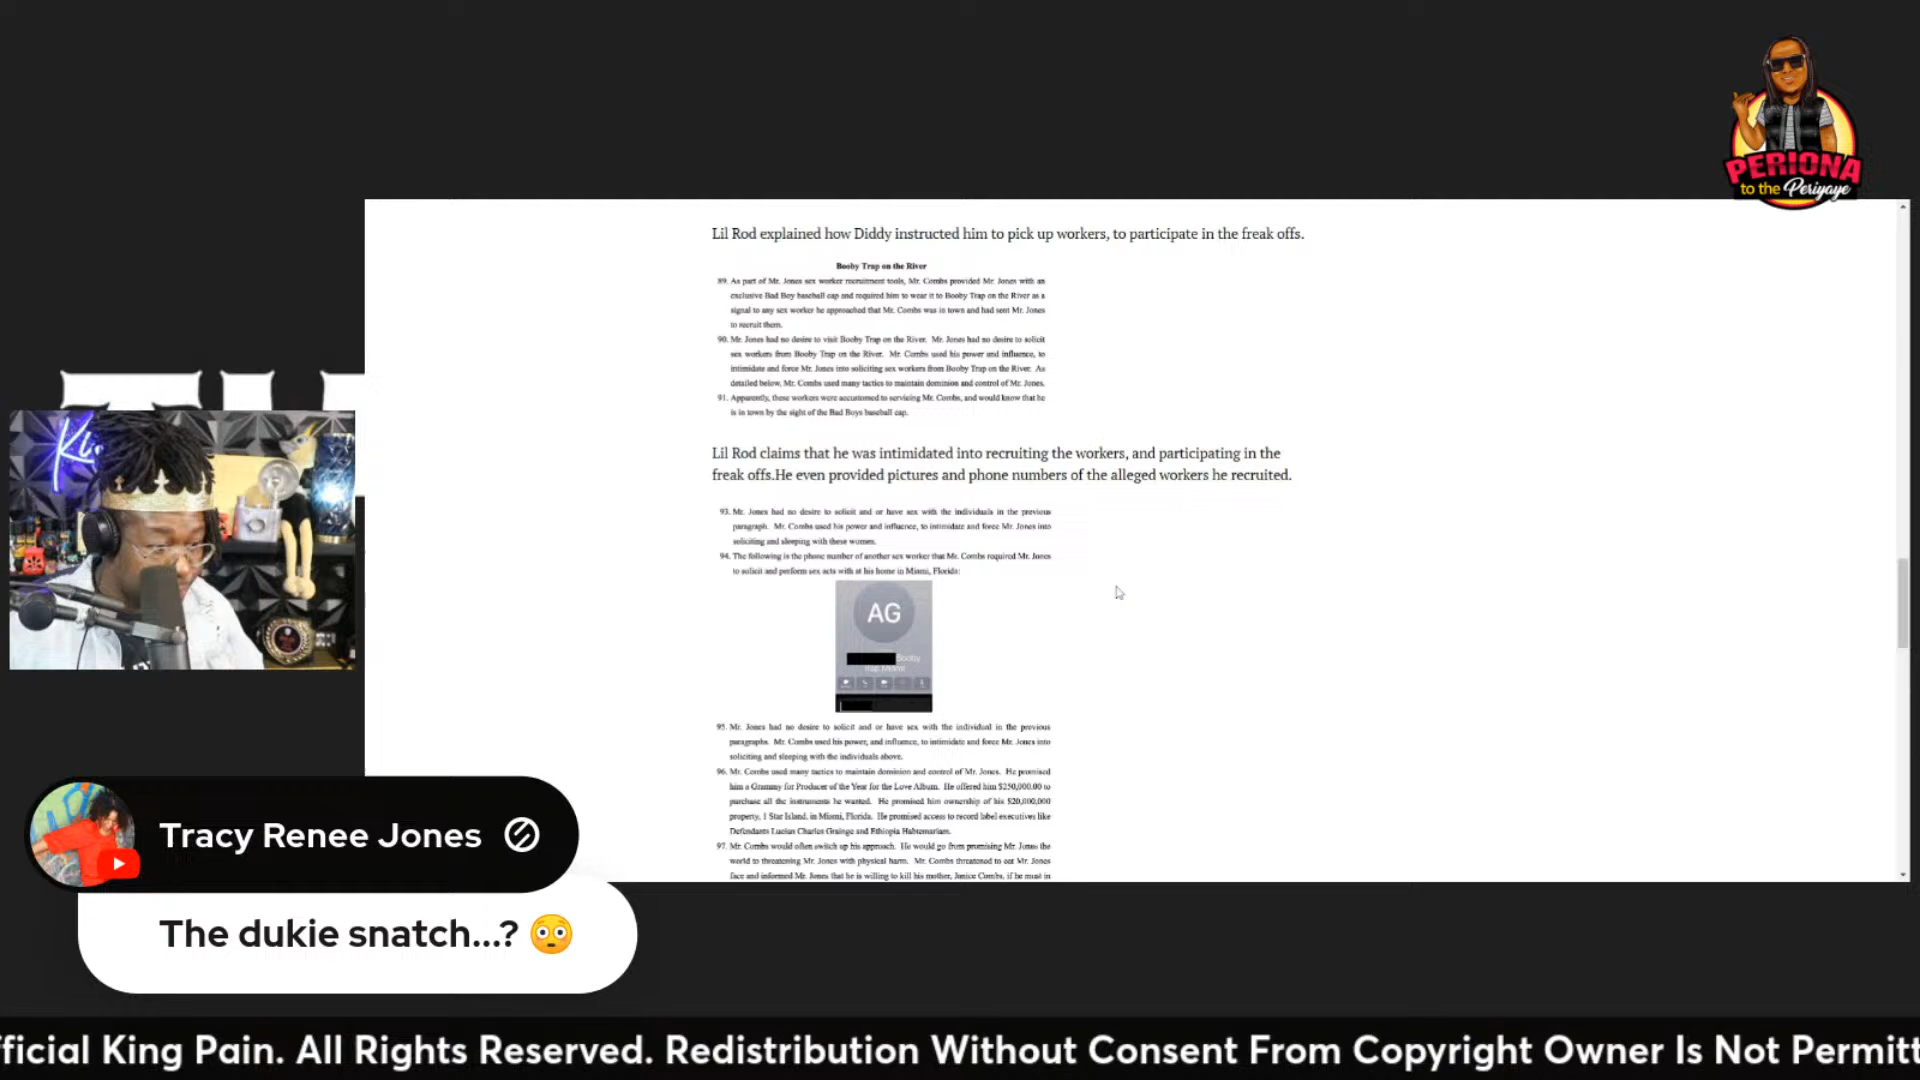 PERIONA
to the Periyaye
Lil Rod explained how Diddy instructed him to pick up workers, to participate in the freak offs.
Booby Trap on the River
89. As part of Mr. Jones sex worker recruitment tools, Mr. Combs provided Mr. Jones with an
exclusive Bad Boy baseball cap and required him to wear it to Booby Trap on the River as a
signal to any sex worker he approached that Mr. Combs was in town and had sent Mr. Jones
to recruit them.
90. Mr. Jones had no desire to visit Booby Trap on the River. Mr. Jones had no desire to solicit
sex workers from Booby Trap on the River. Mr. Combs used his power and influence, to
intimidate and force Mr. Jones into soliciting sex workers from Booby Trap on the River. As
detailed below, Mr. Combs used many tactics to maintain dominion and control of Mr. Jones.
91. Apparently, these workers were accustomed to servicing Mr. Combs, and would know that he
is in town by the sight of the Bad Boys baseball cap.
Lil Rod claims that he was intimidated into recruiting the workers, and participating in the
freak offs.He even provided pictures and phone numbers of the alleged workers he recruited.
93. Mr. Jones had no desire to solicit and or have sex with the individuals in the previous
paragraph. Mr. Combs used his power and influence, to intimidate and force Mr. Jones into
soliciting and sleeping with these women.
94. The following is the phone number of another sex worker that Mr. Combs required Mr. Jones
to solicit and perform sex acts with at his home in Miami, Florida:
AG
Booby
95. Mr. Jones had no desire to solicit and or have sex with the individual in the previous
paragraphs. Mr. Combs used his power, and influence, to intimidate and force Mr. Jones into
soliciting and sleeping with the individuals above.
96. Mr. Combs used many tactics to maintain dominion and control of Mr. Jones. He promised
him a Grammy for Producer of the Year for the Love Album. He offered him $250,000.00 to
purchase all the instruments he wanted. He promised him ownership of his $20,000,000
property, 1 Star Island, in Miami, Florida. He promised access to record label executives like
Defendants Lucian Charles Grainge and Ethiopia Habtemariam.
97. Mr. Combs would often switch up his approach. He would go from promising Mr. Jones the
world to threatening Mr. Jones with physical harm. Mr. Combs threatened to eat Mr. Jones
face and informed Mr. Jones that he is willing to kill his mother, Janice Combs, if he must in
Tracy Renee Jones
The dukie snatch...? 😳
fficial King Pain. All Rights Reserved. Redistribution Without Consent From Copyright Owner Is Not Permitt